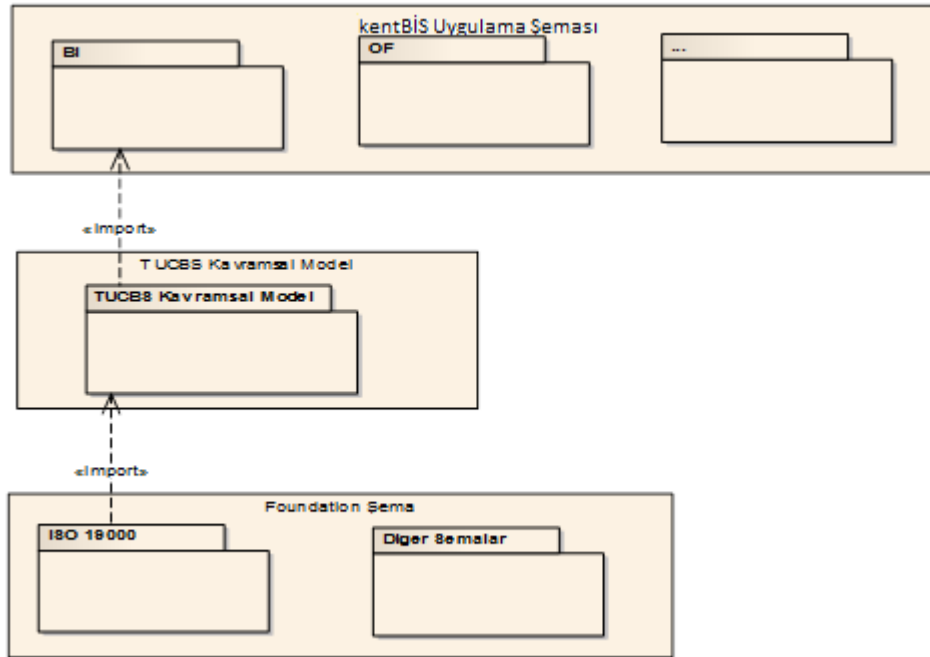 kentBİS Uygulama Şeması
BI
OF
...
«import»
TUCBS Kavramsal Model
TUCBS Kavramsal Model
«import»
Foundation Şema
ISO 19000
Diger Semalar